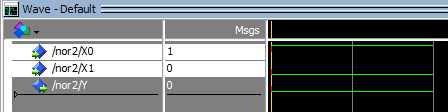 Wave - Default
Msgs
/nor2/X0 1
/nor2/X1 0
/nor2/Y 0